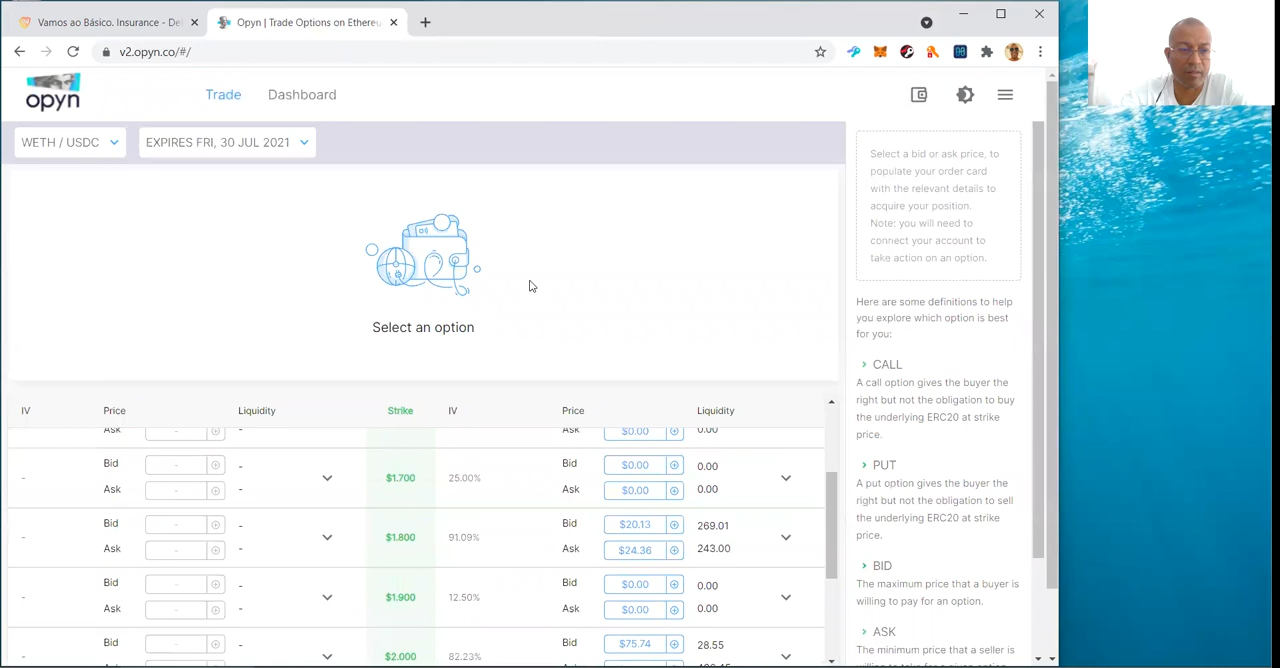 Vamos ao Básico. Insurance - De
Opyn | Trade Options on Ethereu
v2.opyn.co/#/
opyn
Trade
Dashboard
WETH / USDC
EXPIRES FRI, 30 JUL 2021
Select an option
Select a bid or ask price, to
populate your order card
with the relevant details to
acquire your position.
Note: you will need to
connect your account to
take action on an option.
Here are some definitions to help
you explore which option is best
for you:
CALL
A call option gives the buyer the
right but not the obligation to buy
the underlying ERC20 at strike
price.
PUT
A put option gives the buyer the
right but not the obligation to sell
the underlying ERC20 at strike
price.
BID
The maximum price that a buyer is
willing to pay for an option.
ASK
The minimum price that a seller is
IV Price Liquidity Strike IV Price Liquidity
Ask - - Ask $0.00 0.00
Bid - - Bid $0.00 0.00
- $1.700 25.00%
Ask - - Ask $0.00 0.00
Bid - - Bid $20.13 269.01
- $1.800 91.09%
Ask - - Ask $24.36 243.00
Bid - - Bid $0.00 0.00
- $1.900 12.50%
Ask - - Ask $0.00 0.00
Bid - - Bid $75.74 28.55
- $2.000 82.23%